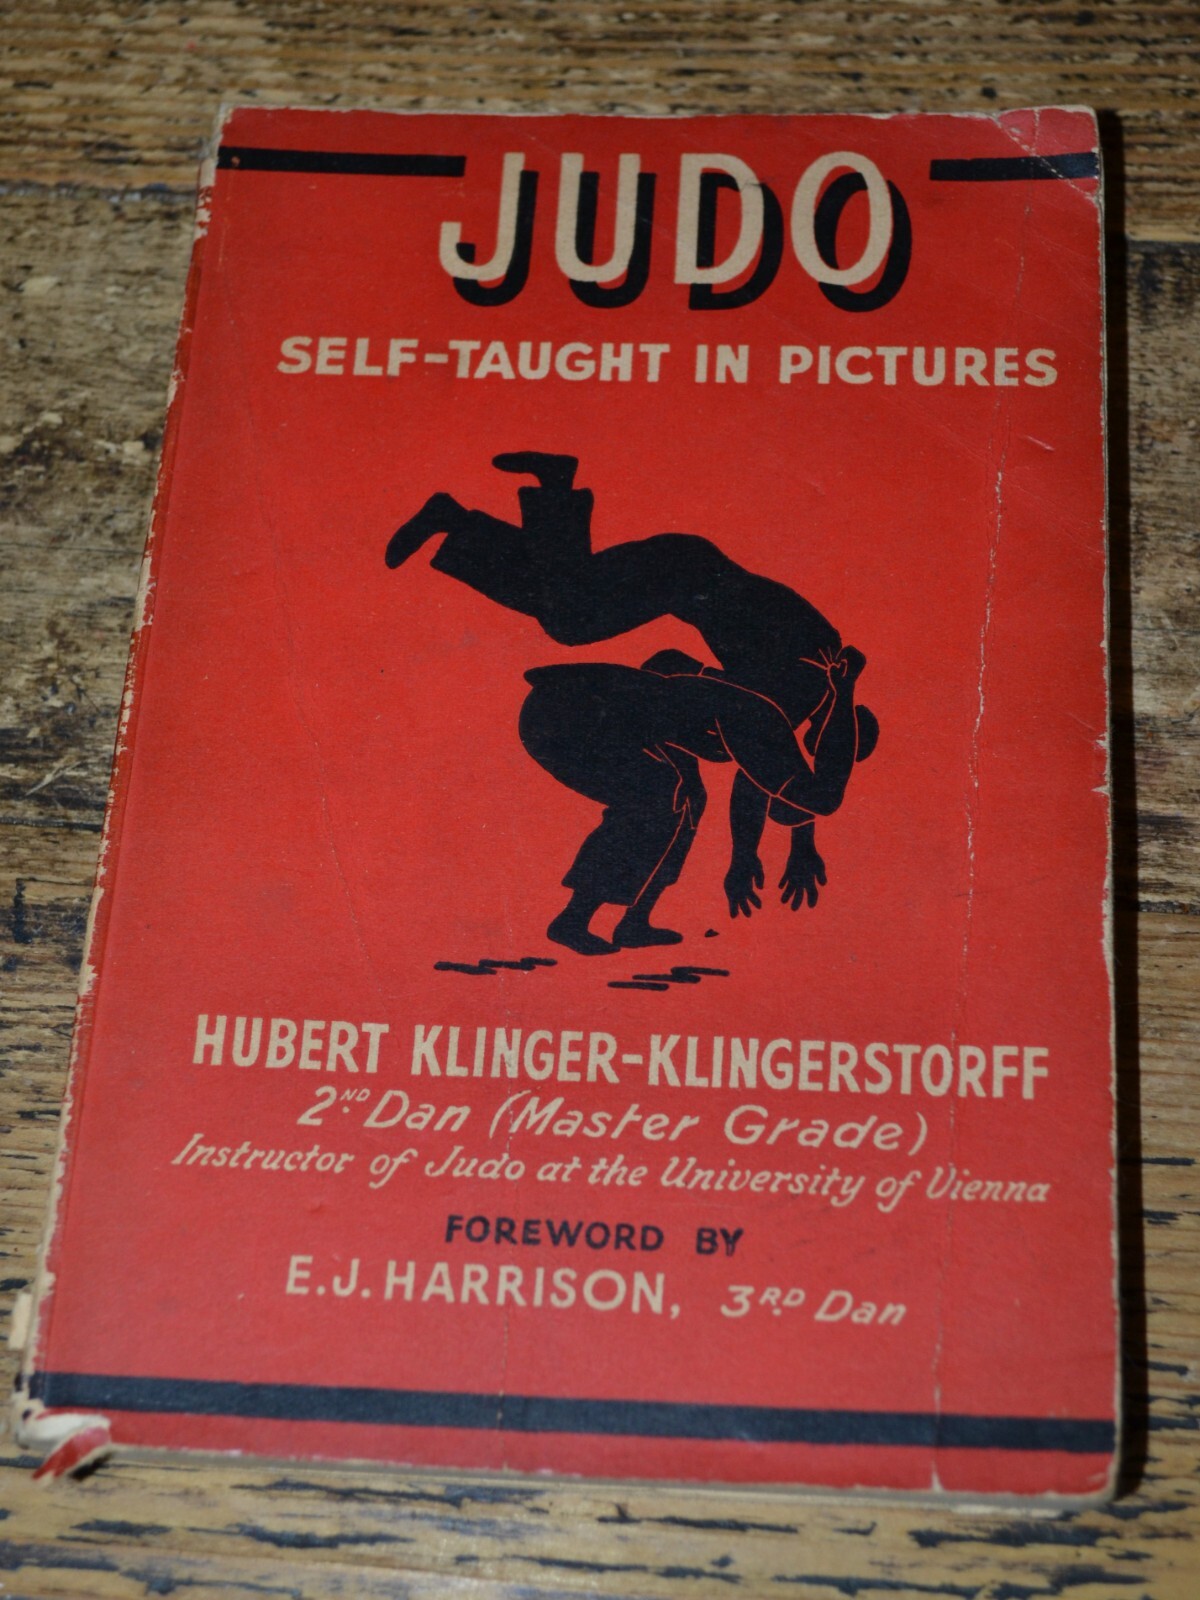 JUDO
SELF-TAUGHT IN PICTURES
HUBERT KLINGER-KLINGERSTORFF
2ND Dan (Master Grade)
Instructor of Judo at the University of Vienna
FOREWORD BY
E.J. HARRISON, 3RD Dan